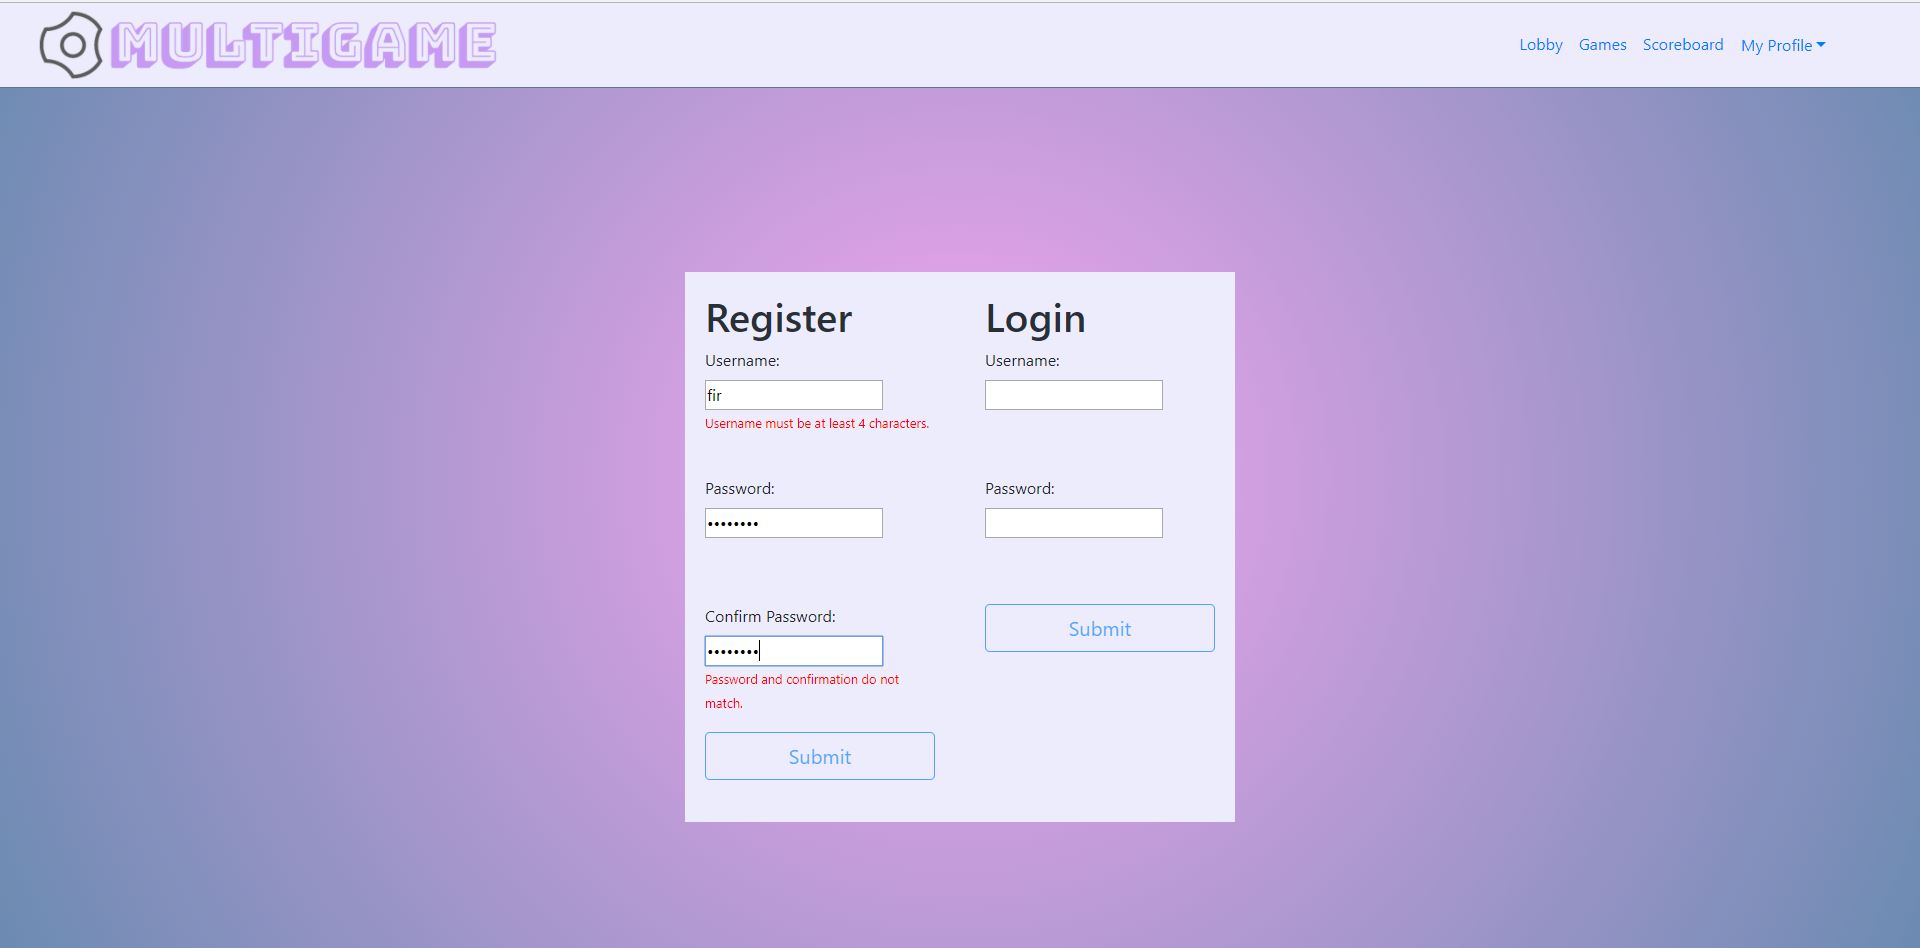 MULTIGAME
Lobby Games Scoreboard My Profile
Register
Username:
fir
Username must be at least 4 characters.
Password:
••••••••
Confirm Password:
••••••••
Password and confirmation do not
match.
Submit
Login
Username:
Password:
Submit